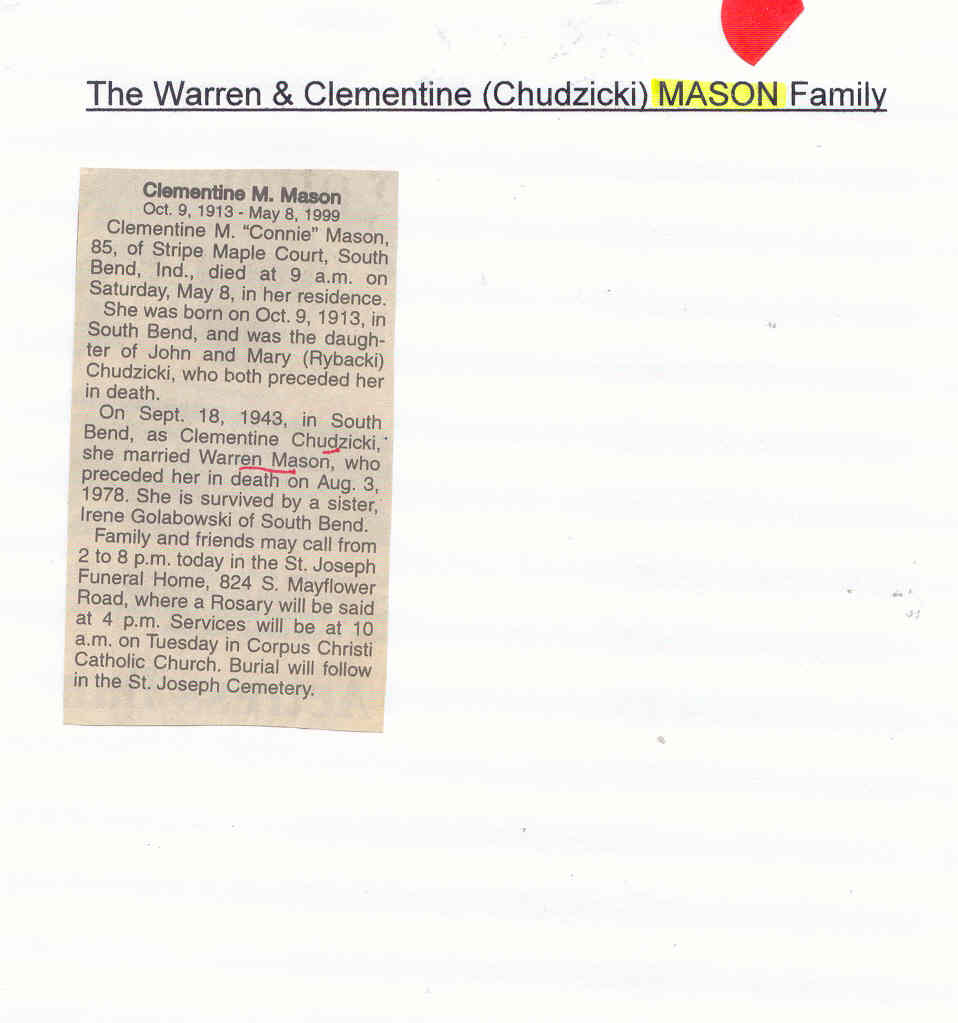 The Warren & Clementine (Chudzicki) MASON Family
Clementine M. Mason
Oct. 9, 1913 - May 8, 1999
Clementine M. “Connie” Mason,
85, of Stripe Maple Court, South
Bend, Ind., died at 9 a.m. on
Saturday, May 8, in her residence.
She was born on Oct. 9, 1913, in
South Bend, and was the daugh-
ter of John and Mary (Rybacki)
Chudzicki, who both preceded her
in death.
On Sept. 18, 1943, in South
Bend, as Clementine Chudzicki,
she married Warren Mason, who
preceded her in death on Aug. 3,
1978. She is survived by a sister,
Irene Golabowski of South Bend.
Family and friends may call from
2 to 8 p.m. today in the St. Joseph
Funeral Home, 824 S. Mayflower
Road, where a Rosary will be said
at 4 p.m. Services will be at 10
a.m. on Tuesday in Corpus Christi
Catholic Church. Burial will follow
in the St. Joseph Cemetery.